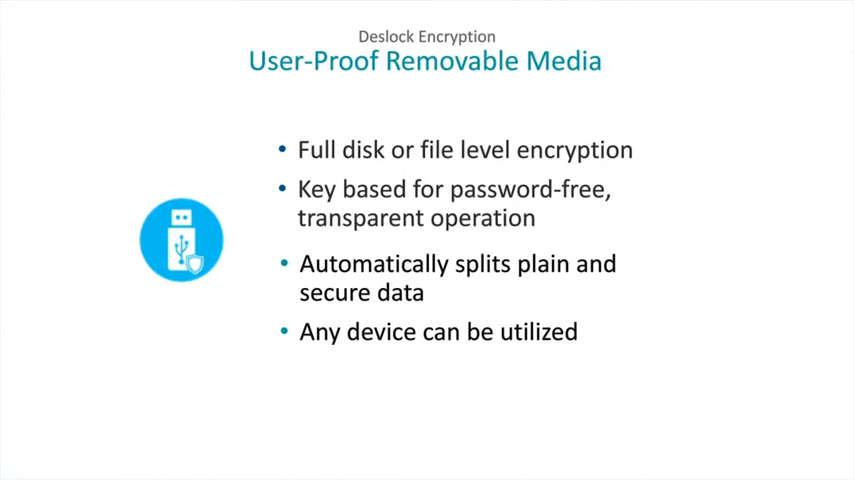 Deslock Encryption
User-Proof Removable Media
• Full disk or file level encryption
• Key based for password-free,
transparent operation
• Automatically splits plain and
secure data
• Any device can be utilized